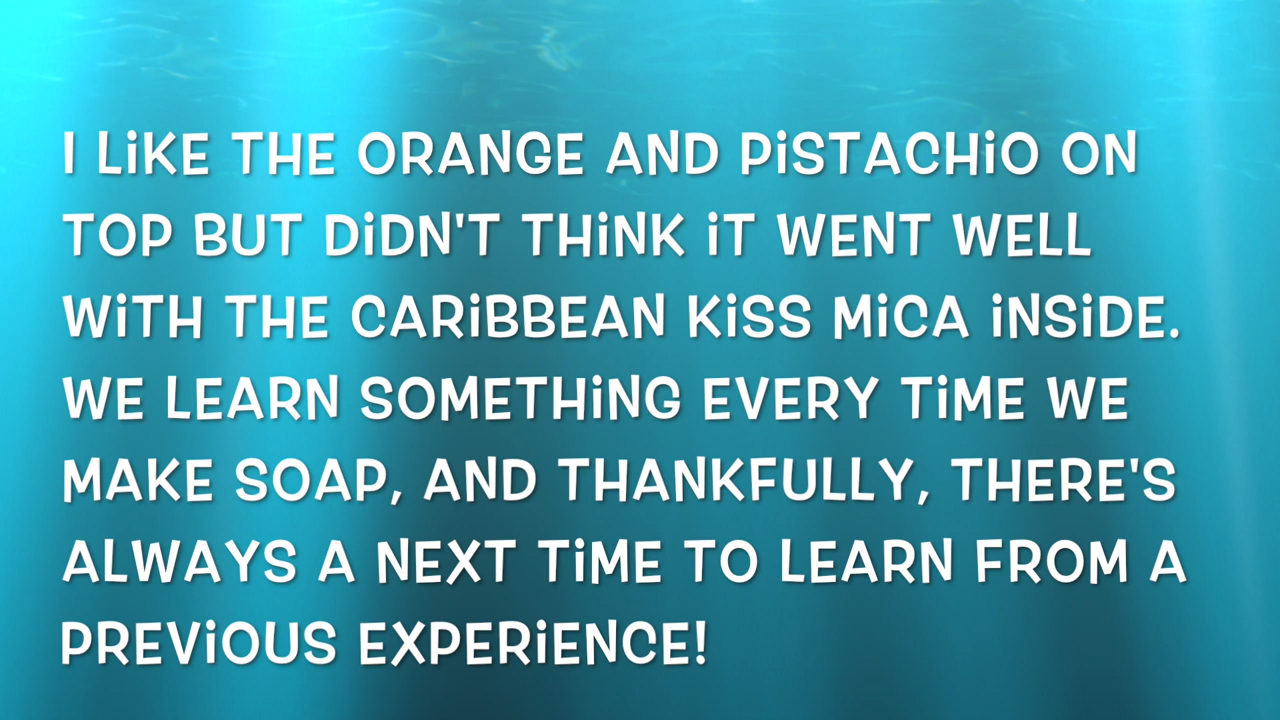 I LiKE THE ORANGE AND PiSTACHiO ON
TOP BUT DiDN'T THiNK iT WENT WELL
WiTH THE CARiBBEAN KiSS MiCA iNSiDE.
WE LEARN SOMETHiNG EVERY TiME WE
MAKE SOAP, AND THANKFULLY, THERE'S
ALWAYS A NEXT TiME TO LEARN FROM A
PREViOUS EXPERiENCE!